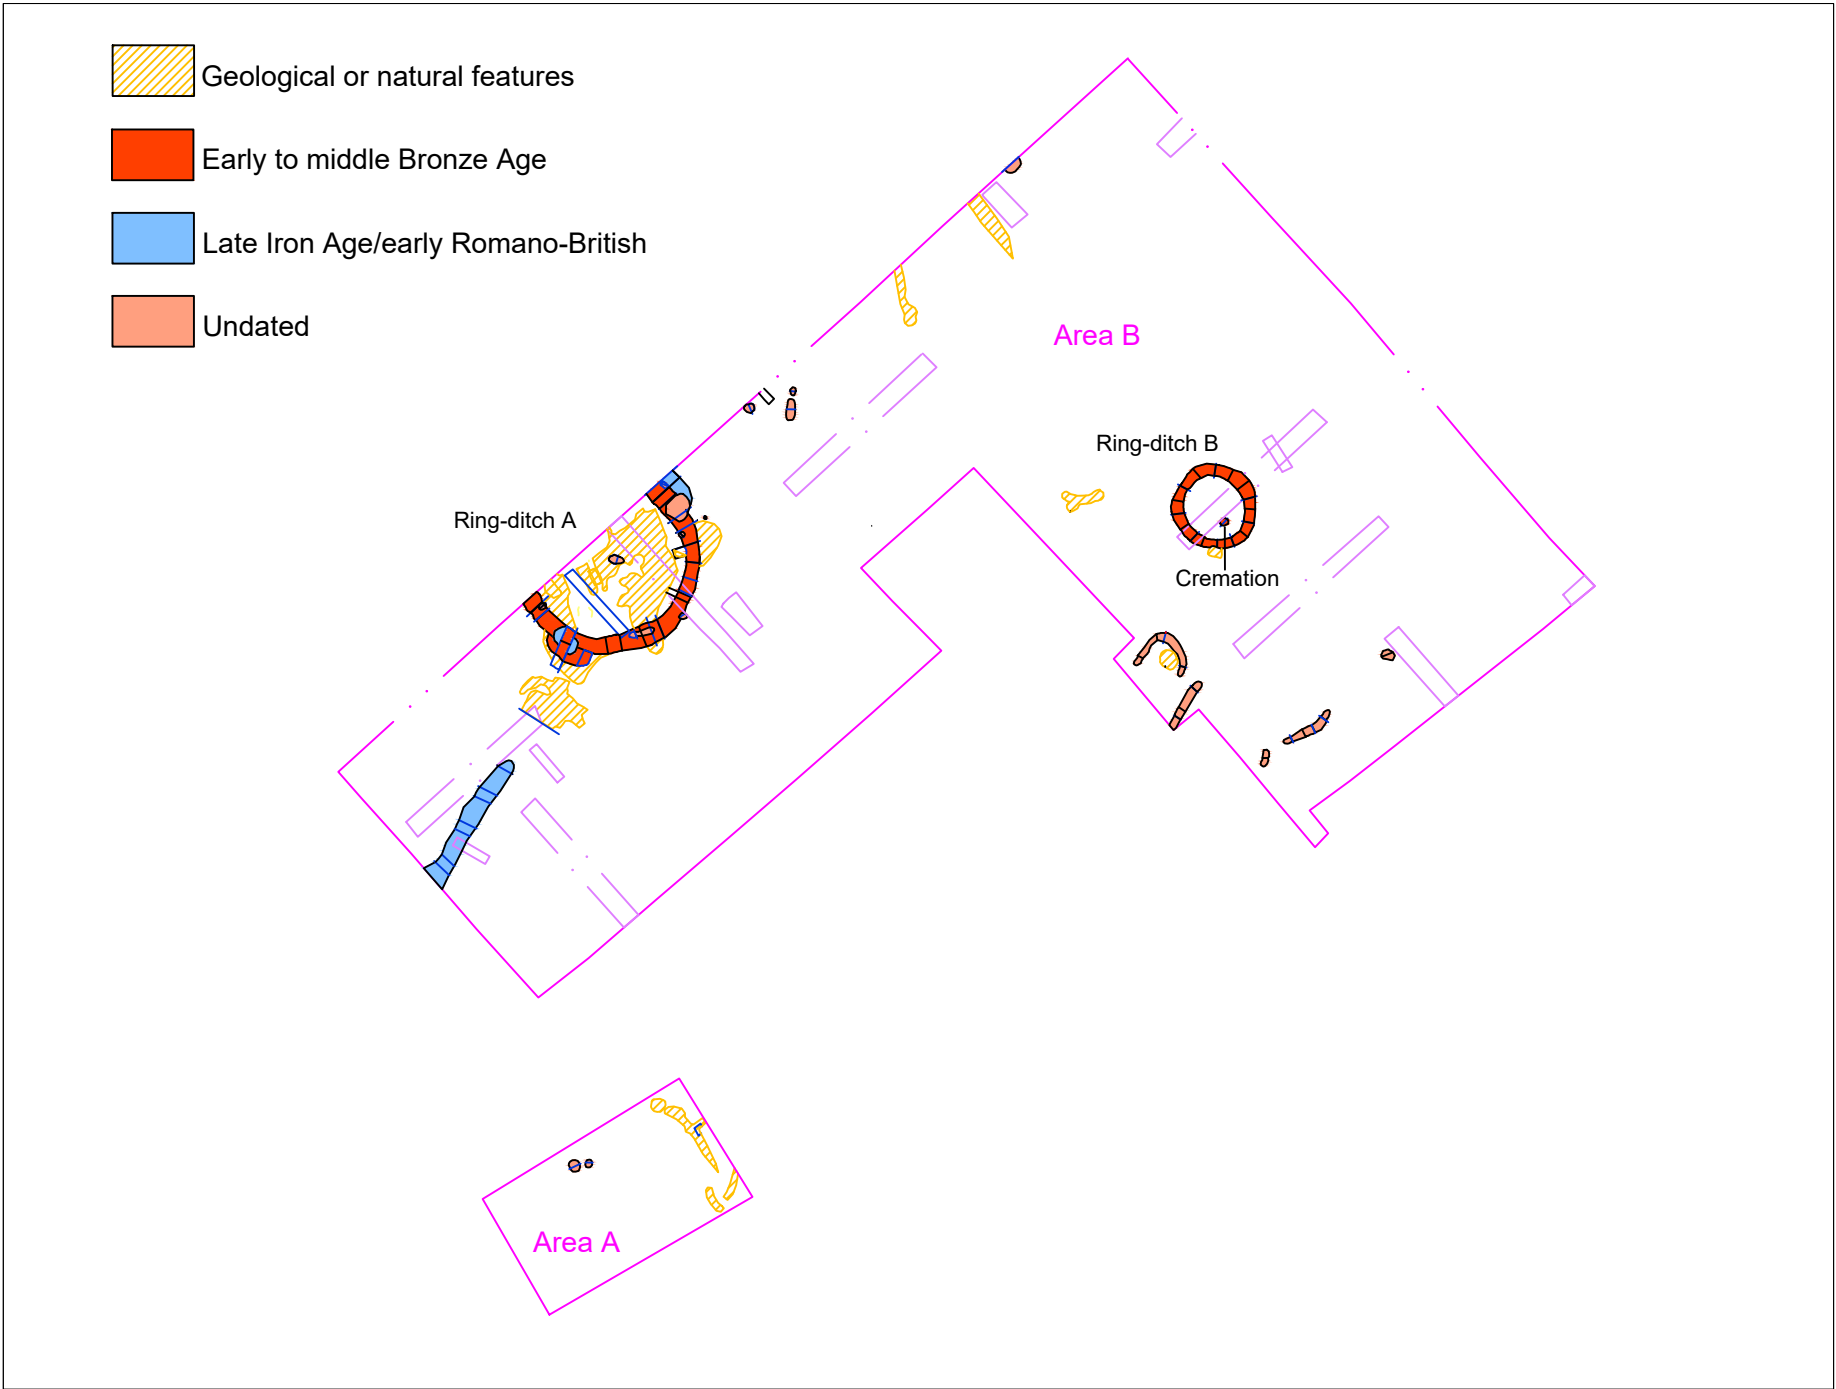 Geological or natural features
Early to middle Bronze Age
Late Iron Age/early Romano-British
Undated
Area B
Ring-ditch B
Ring-ditch A
Cremation
Area A